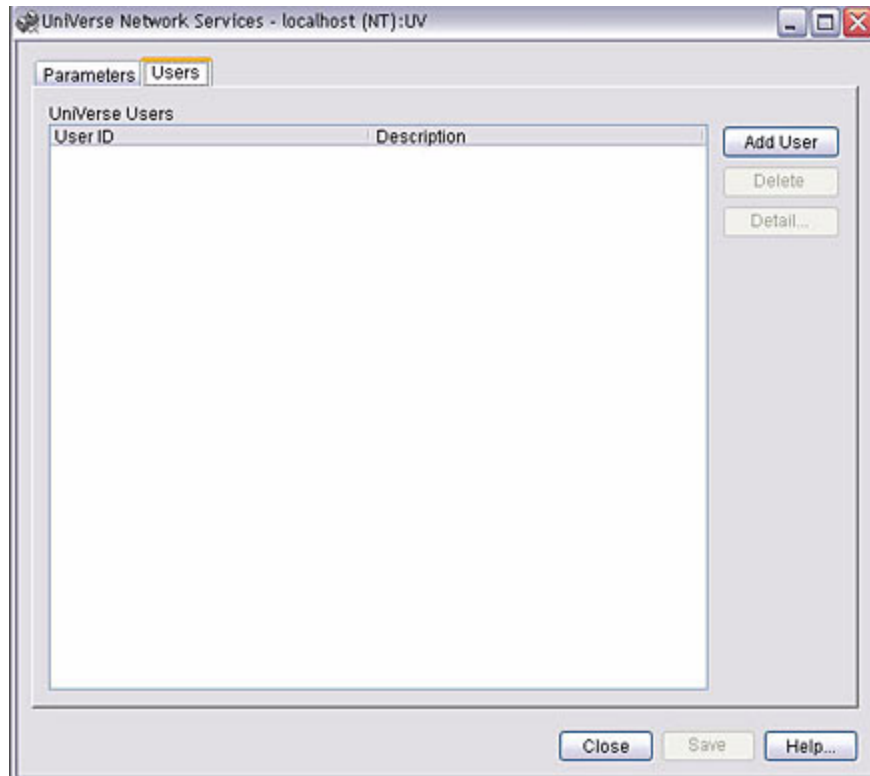 UniVerse Network Services - localhost (NT):UV
Parameters Users
UniVerse Users
User ID Description
Add User
Delete
Detail...
Close Save Help...